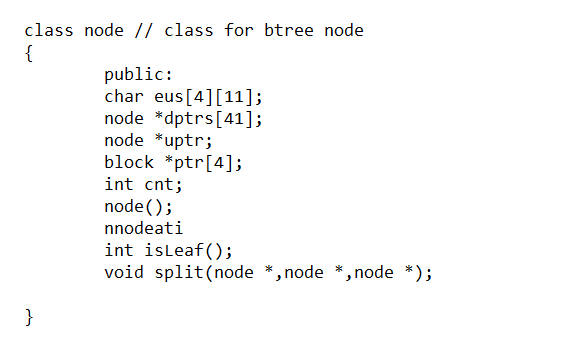 class node // class for btree node
{
public:
char eus[4][11];
node *dptrs[41];
node *uptr;
block *ptr[4];
int cnt;
node();
nnodeati
int isLeaf();
void split(node *,node *,node *);
}